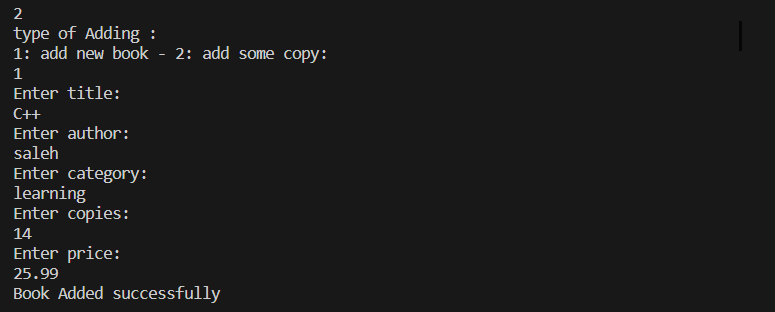 2
type of Adding :
1: add new book - 2: add some copy:
1
Enter title:
C++
Enter author:
saleh
Enter category:
learning
Enter copies:
14
Enter price:
25.99
Book Added successfully